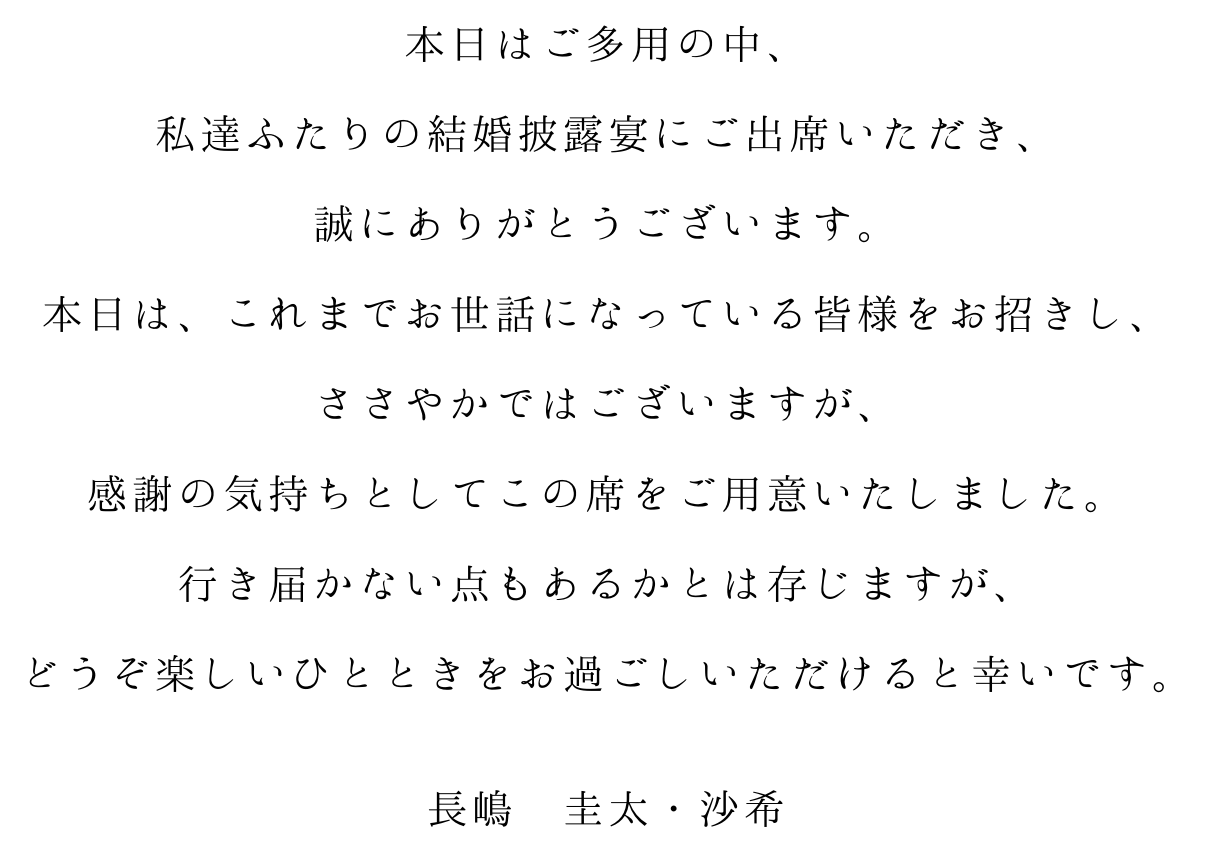 本日はご多用の中、
私達ふたりの結婚披露宴にご出席いただき、
誠にありがとうございます。
本日は、これまでお世話になっている皆様をお招きし、
ささやかではございますが、
感謝の気持ちとしてこの席をご用意いたしました。
行き届かない点もあるかとは存じますが、
どうぞ楽しいひとときをお過ごしいただけると幸いです。
長嶋　圭太・沙希